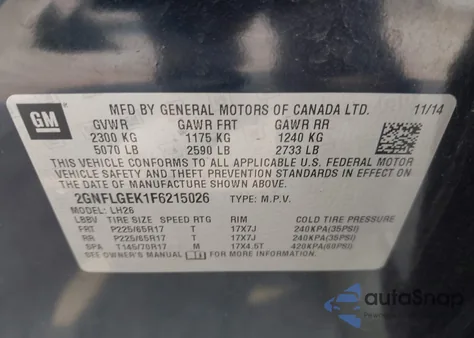 GM
MFD BY GENERAL MOTORS OF CANADA LTD. 11/14
GVWR GAWR FRT GAWR RR
2300 KG 1175 KG 1240 KG
5070 LB 2590 LB 2733 LB
THIS VEHICLE CONFORMS TO ALL APPLICABLE U.S. FEDERAL MOTOR
VEHICLE SAFETY AND THEFT PREVENTION STANDARDS IN EFFECT ON
THE DATE OF MANUFACTURE SHOWN ABOVE.
2GNFLGEK1F6215026 TYPE: M.P.V.
MODEL: LH26
LBBV TIRE SIZE SPEED RTG RIM COLD TIRE PRESSURE
FRT P225/65R17 T 17X7J 240KPA(35PSI)
RR P225/65R17 T 17X7J 240KPA(35PSI)
SPA T145/70R17 M 17X4.5T 420KPA(60PSI)
SEE OWNER'S MANUAL FOR ADDITIONAL INFORMATION
autoSnap